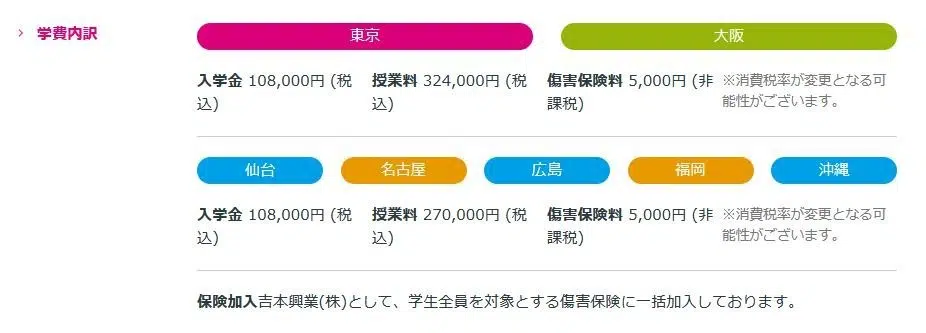 学費内訳
東京 大阪
入学金 108,000円 (税 授業料 324,000円 (税 傷害保険料 5,000円 (非 ※消費税率が変更となる可
込) 込) 課税) 能性がございます。
仙台 名古屋 広島 福岡 沖縄
入学金 108,000円 (税 授業料 270,000円 (税 傷害保険料 5,000円 (非 ※消費税率が変更となる可
込) 込) 課税) 能性がございます。
保険加入吉本興業(株)として、学生全員を対象とする傷害保険に一括加入しております。